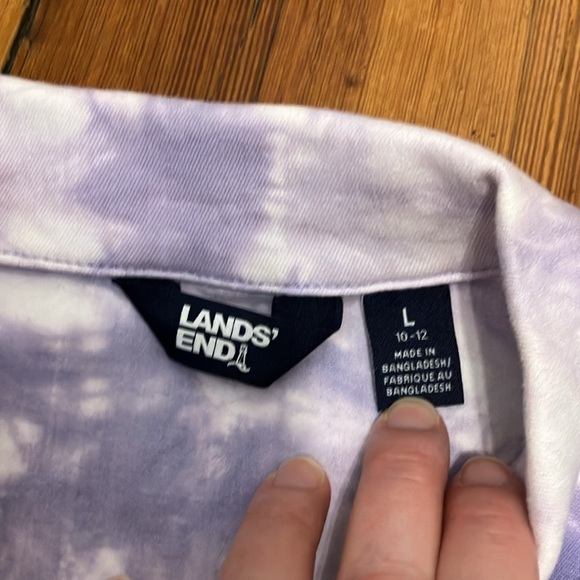 LANDS'
END
L
10-12
MADE IN
BANGLADESH/
FABRIQUE AU
BANGLADESH